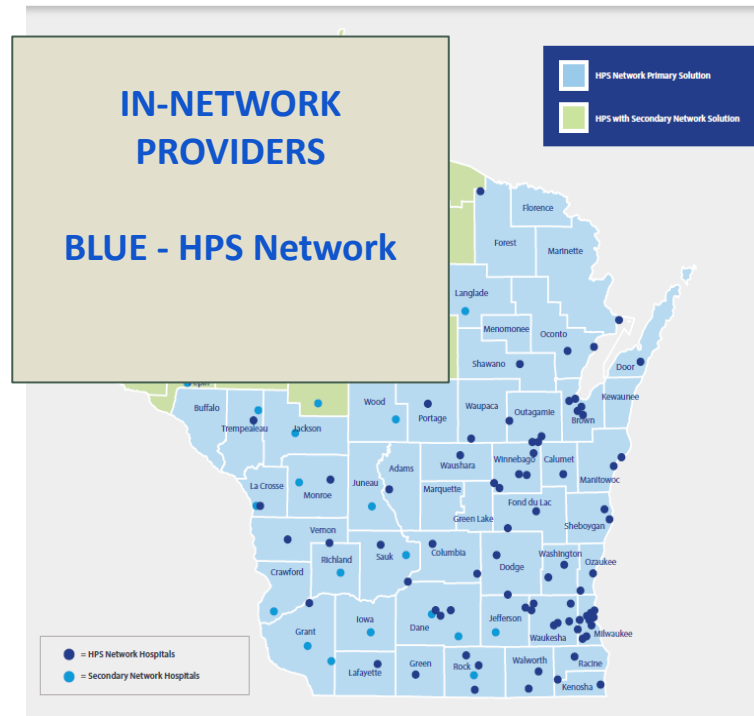 IN-NETWORK
PROVIDERS
BLUE - HPS Network
HPS Network Primary Solution
HPS with Secondary Network Solution
Florence
Forest
Marinette
Langlade
Menomonee
Oconto
Shawano
Door
Buffalo
Wood
Portage
Waupaca
Outagamie
Brown
Kewaunee
Trempealeau
Jackson
Adams
Waushara
Winnebago
Calumet
Manitowoc
La Crosse
Monroe
Juneau
Marquette
Green Lake
Fond du Lac
Sheboygan
Vernon
Richland
Sauk
Columbia
Dodge
Washington
Ozaukee
Crawford
Grant
Iowa
Dane
Jefferson
Waukesha
Milwaukee
Lafayette
Green
Rock
Walworth
Racine
Kenosha
= HPS Network Hospitals
= Secondary Network Hospitals